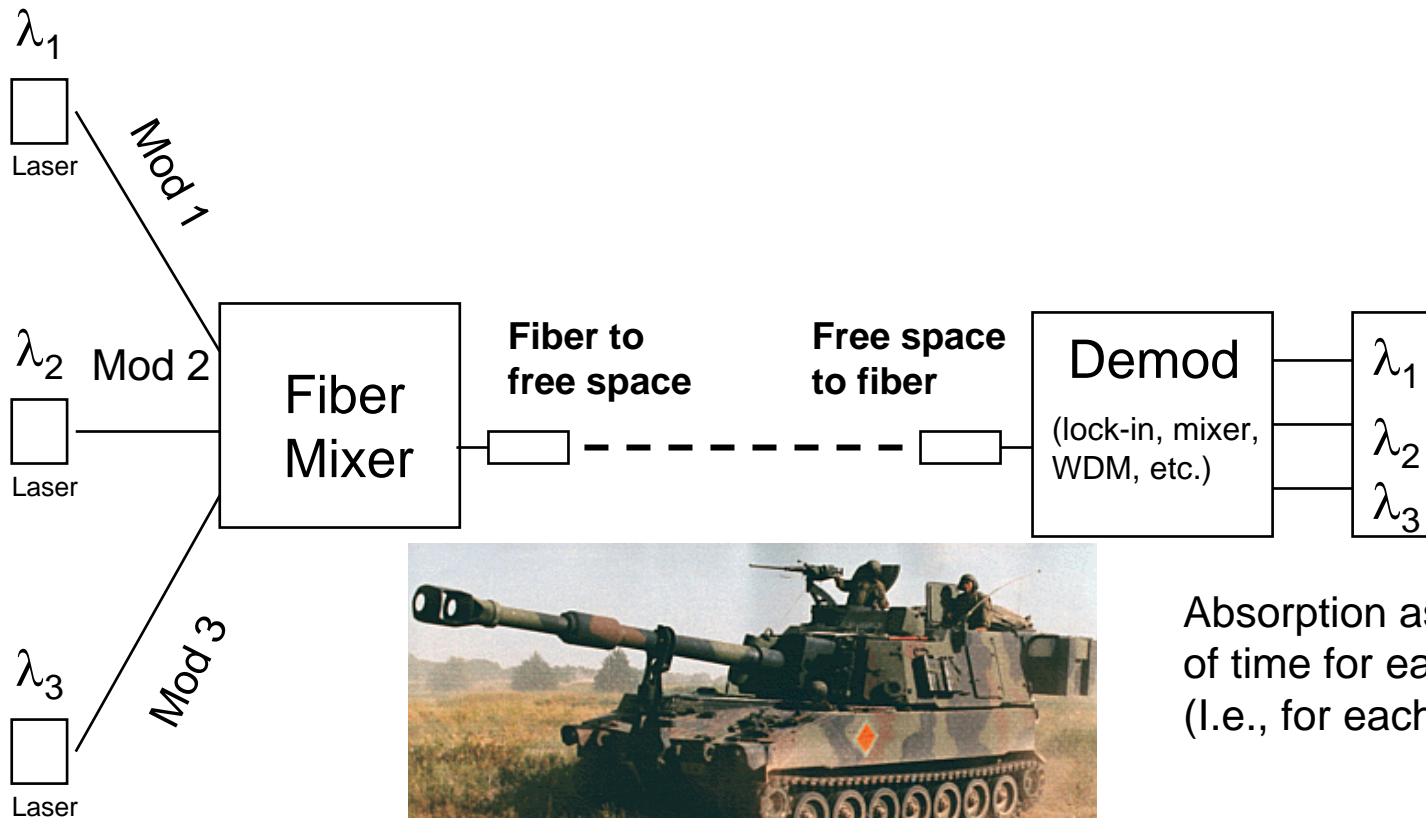 λ1
Laser
Mod 1
λ2
Mod 2
Laser
λ3
Mod 3
Laser
Fiber
Mixer
Fiber to
free space
Free space
to fiber
Demod
(lock-in, mixer,
WDM, etc.)
λ1
λ2
λ3
Absorption as
of time for ea
(I.e., for each